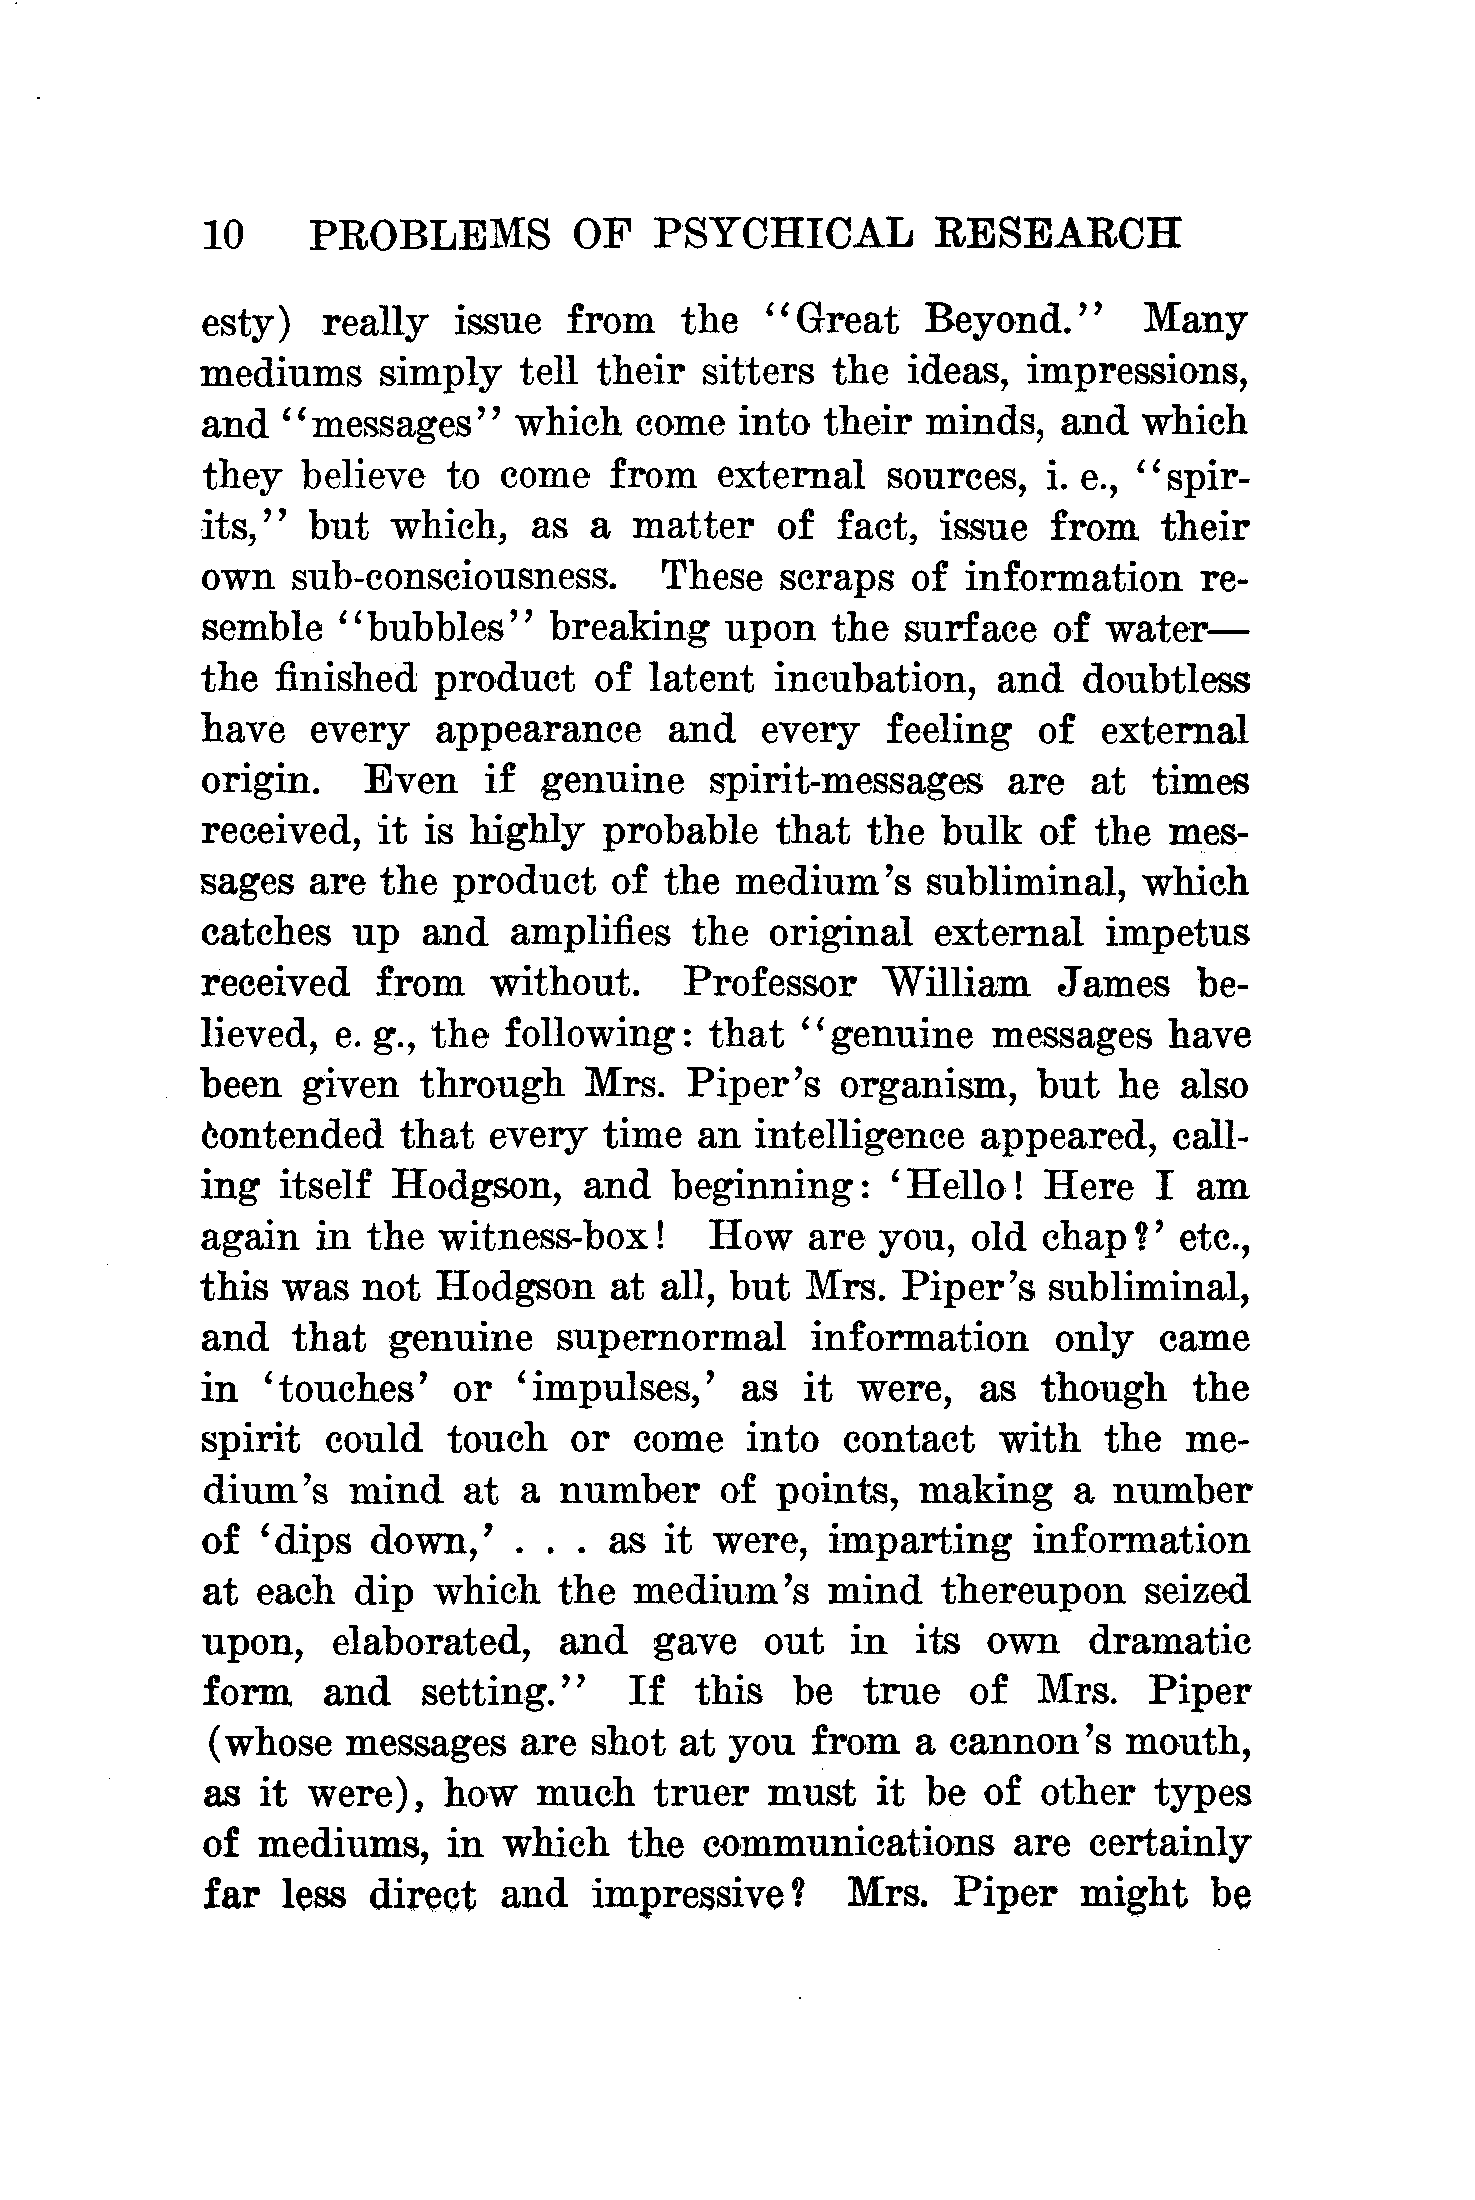 10 PROBLEMS OF PSYCHICAL RESEARCH
esty) really issue from the "Great Beyond." Many
mediums simply tell their sitters the ideas, impressions,
and "messages" which come into their minds, and which
they believe to come from external sources, i. e., "spir-
its," but which, as a matter of fact, issue from their
own sub-consciousness. These scraps of information re-
semble "bubbles" breaking upon the surface of water—
the finished product of latent incubation, and doubtless
have every appearance and every feeling of external
origin. Even if genuine spirit-messages are at times
received, it is highly probable that the bulk of the mes-
sages are the product of the medium's subliminal, which
catches up and amplifies the original external impetus
received from without. Professor William James be-
lieved, e. g., the following: that "genuine messages have
been given through Mrs. Piper's organism, but he also
contended that every time an intelligence appeared, call-
ing itself Hodgson, and beginning: 'Hello! Here I am
again in the witness-box! How are you, old chap?' etc.,
this was not Hodgson at all, but Mrs. Piper's subliminal,
and that genuine supernormal information only came
in 'touches' or 'impulses,' as it were, as though the
spirit could touch or come into contact with the me-
dium's mind at a number of points, making a number
of 'dips down,' . . . as it were, imparting information
at each dip which the medium's mind thereupon seized
upon, elaborated, and gave out in its own dramatic
form and setting." If this be true of Mrs. Piper
(whose messages are shot at you from a cannon's mouth,
as it were), how much truer must it be of other types
of mediums, in which the communications are certainly
far less direct and impressive? Mrs. Piper might be